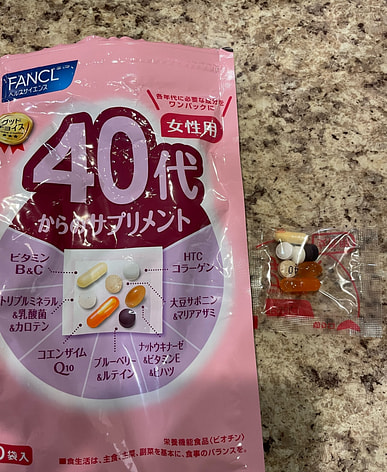 FANCL
ヘルスサイエンス
各年代に必要な成分を
ワンパックに
グッド
チョイス
40代
女性用
からのサプリメント
ビタミン
B&C
HTC
コラーゲン
トリプルミネラル
&乳酸菌
&カロテン
大豆サポニン
&マリアアザミ
コエンザイム
Q10
ブルーベリー
&ルテイン
ナットウキナーゼ
&ビタミンE
&ヒハツ
袋入
栄養機能食品(ビオチン)
■食生活は、主食、主菜、副菜を基本に、食事のバランスを。
40